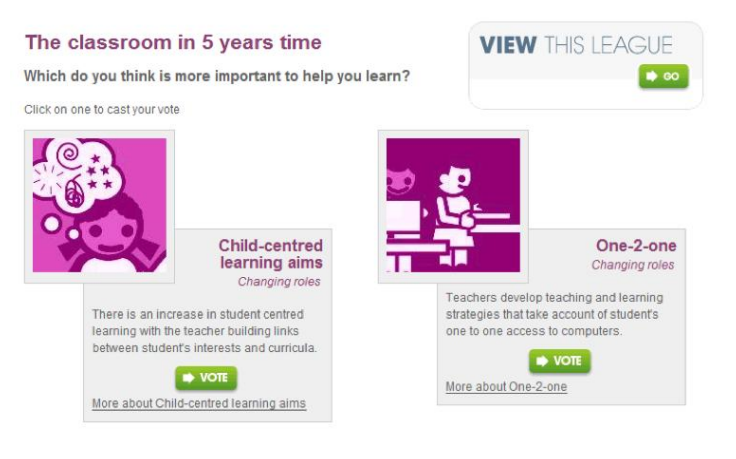 The classroom in 5 years time
VIEW THIS LEAGUE
GO
Which do you think is more important to help you learn?
Click on one to cast your vote
Child-centred
learning aims
Changing roles
There is an increase in student centred
learning with the teacher building links
between student's interests and curricula.
VOTE
More about Child-centred learning aims
One-2-one
Changing roles
Teachers develop teaching and learning
strategies that take account of student's
one to one access to computers.
VOTE
More about One-2-one